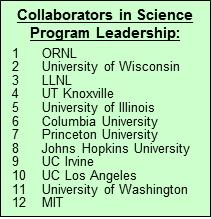 Collaborators in Science
Program Leadership:
1 ORNL
2 University of Wisconsin
3 LLNL
4 UT Knoxville
5 University of Illinois
6 Columbia University
7 Princeton University
8 Johns Hopkins University
9 UC Irvine
10 UC Los Angeles
11 University of Washington
12 MIT